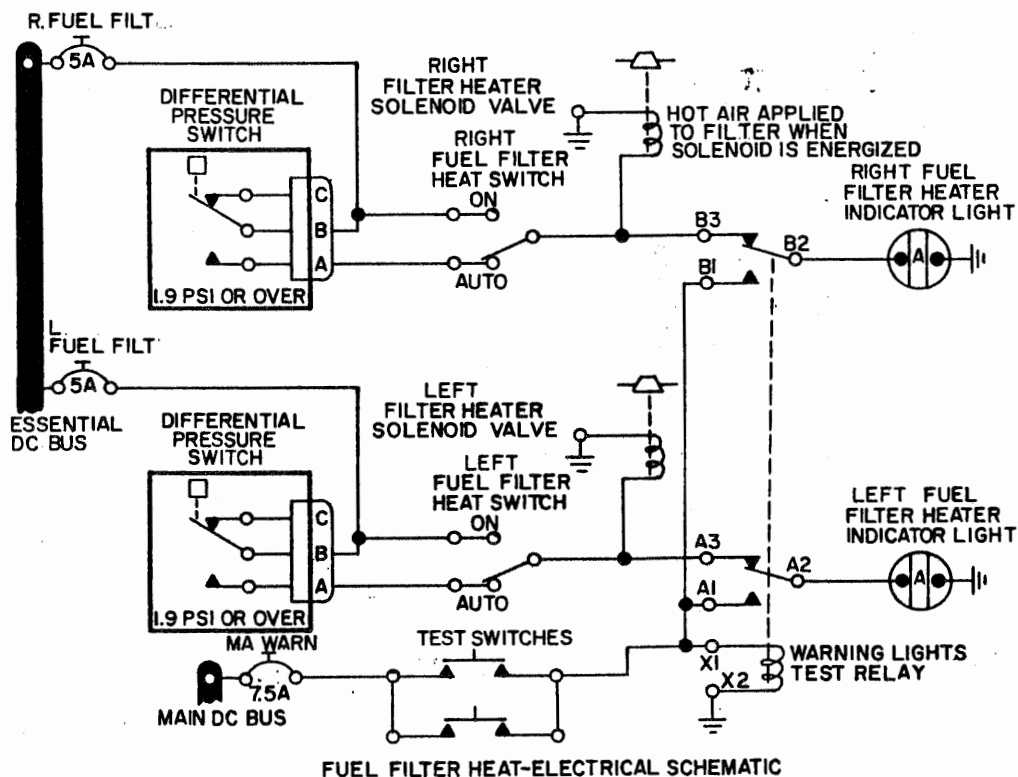 R. FUEL FILT
5A
RIGHT
FILTER HEATER
SOLENOID VALVE
DIFFERENTIAL
PRESSURE
SWITCH
HOT AIR APPLIED
TO FILTER WHEN
SOLENOID IS ENERGIZED
RIGHT
FUEL FILTER
HEAT SWITCH
ON
RIGHT FUEL
FILTER HEATER
INDICATOR LIGHT
C
B
A
AUTO
B3
B2
B1
A
1.9 PSI OR OVER
L.
FUEL FILT
5A
ESSENTIAL
DC BUS
LEFT
FILTER HEATER
SOLENOID VALVE
DIFFERENTIAL
PRESSURE
SWITCH
LEFT
FUEL FILTER
HEAT SWITCH
ON
LEFT FUEL
FILTER HEATER
INDICATOR LIGHT
C
B
A
AUTO
A3
A2
A1
A
1.9 PSI OR OVER
MA WARN
7.5A
MAIN DC BUS
TEST SWITCHES
X1
X2
WARNING LIGHTS
TEST RELAY
FUEL FILTER HEAT-ELECTRICAL SCHEMATIC